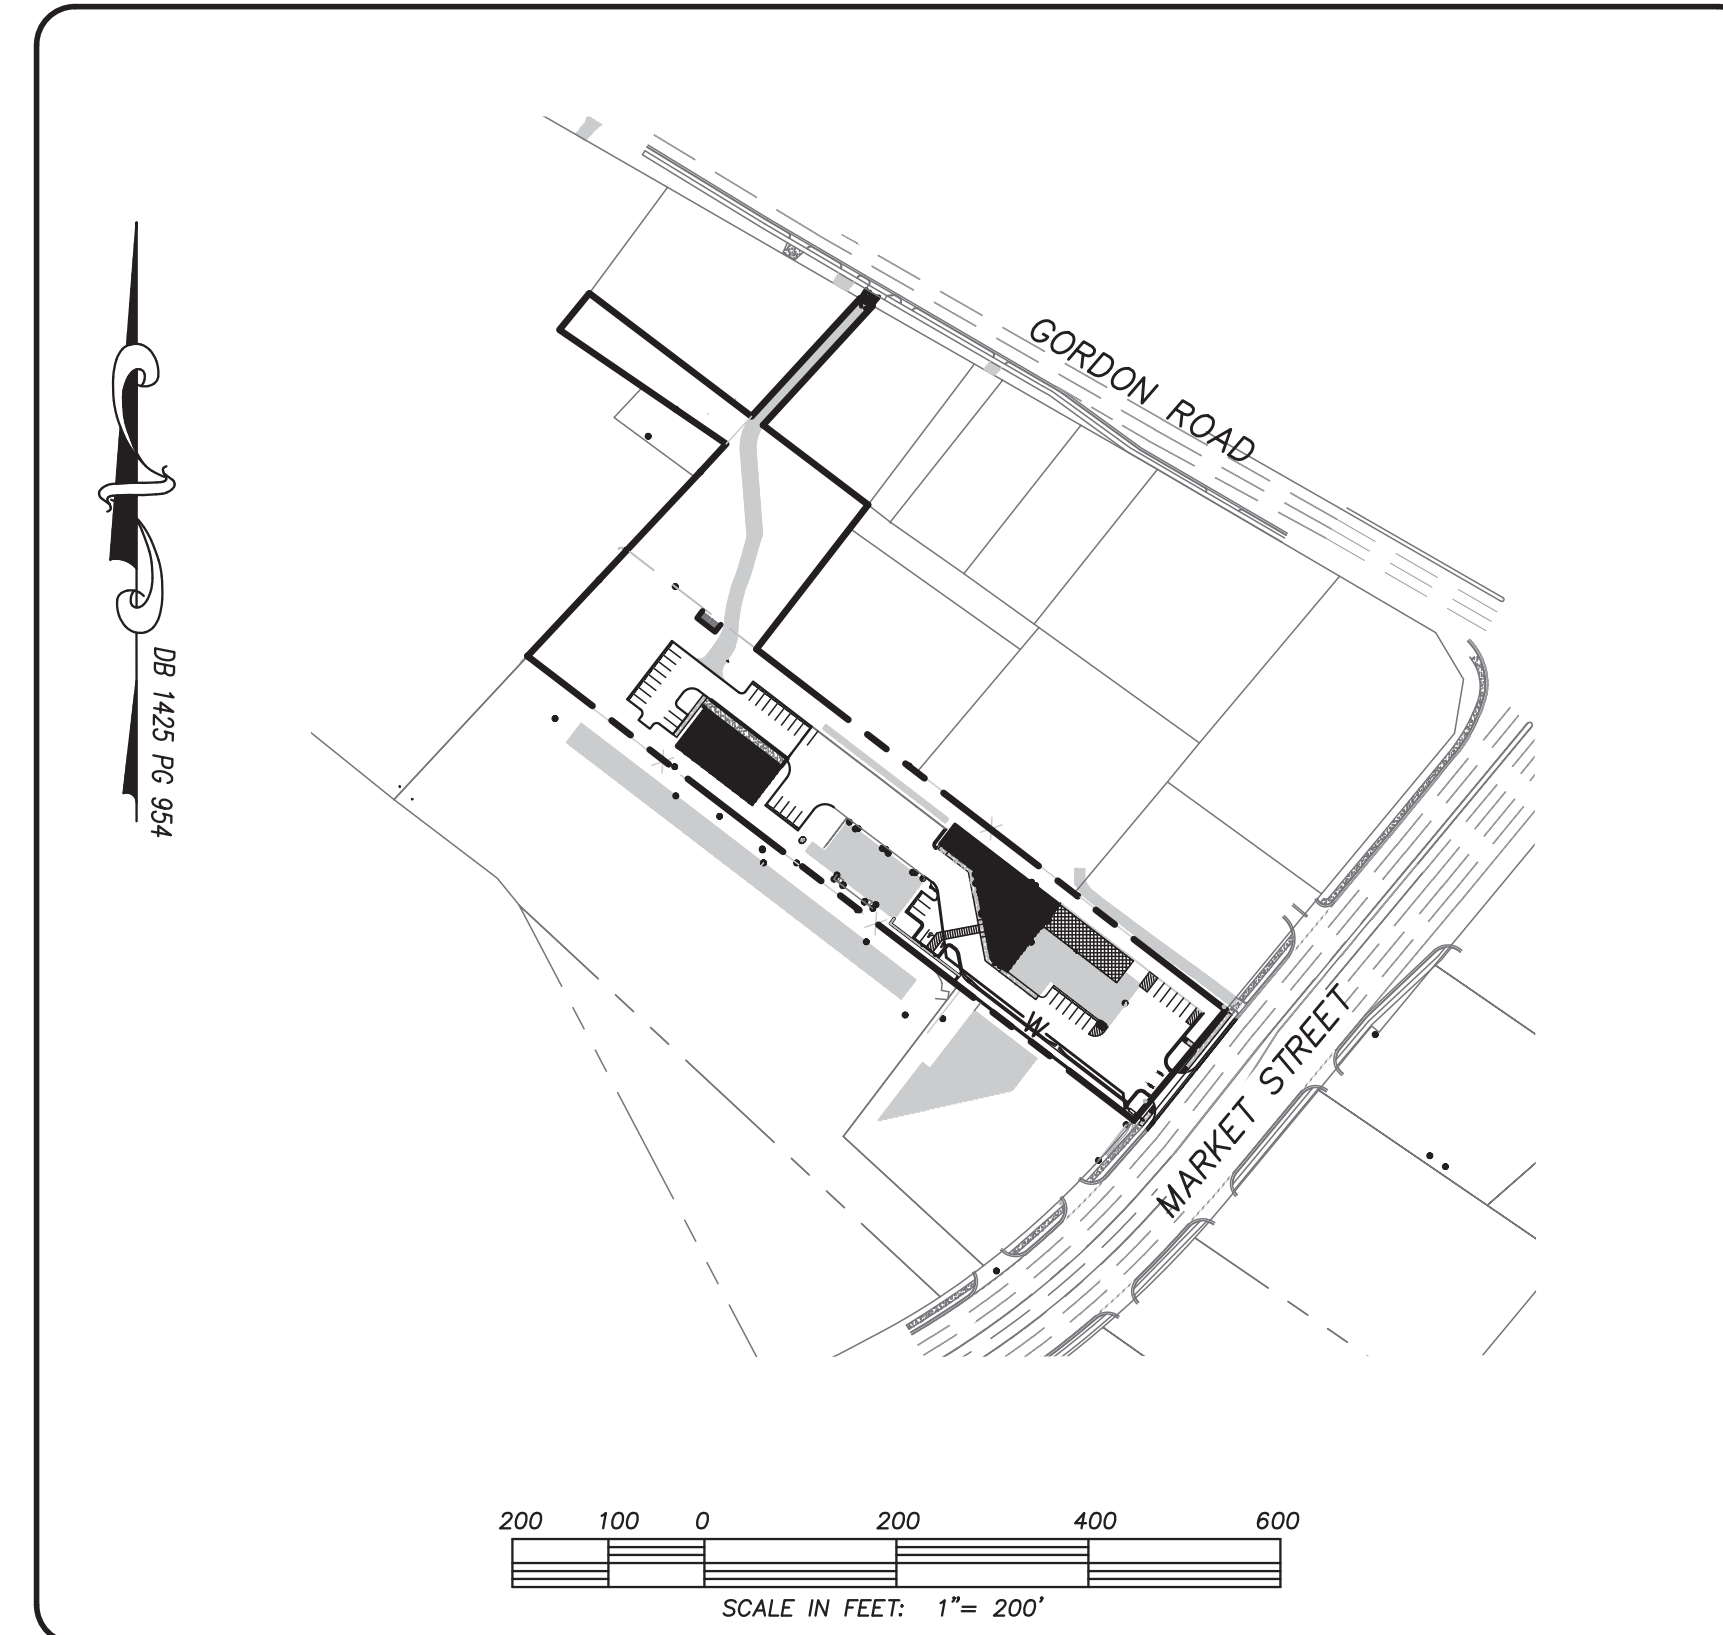 GORDON ROAD
DB 1425 PG 954
W
MARKET STREET
200 100 0 200 400 600
SCALE IN FEET: 1"= 200'